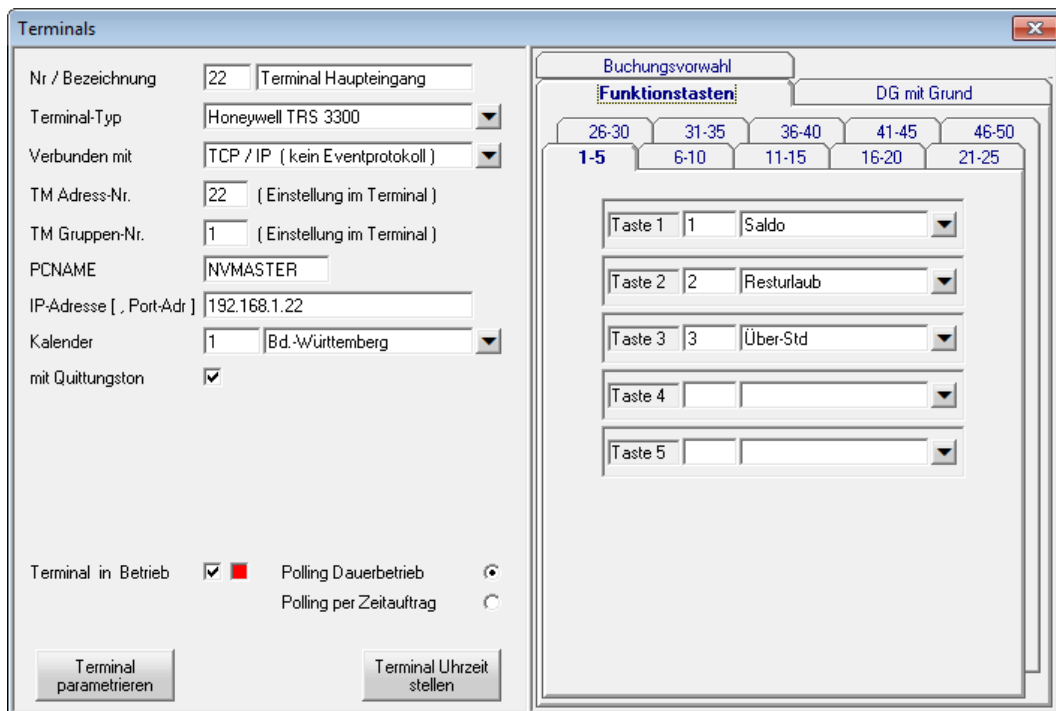 Terminals
Nr / Bezeichnung 22 Terminal Haupteingang
Terminal-Typ Honeywell TRS 3300
Verbunden mit TCP / IP ( kein Eventprotokoll )
TM Adress-Nr. 22 ( Einstellung im Terminal )
TM Gruppen-Nr. 1 ( Einstellung im Terminal )
PCNAME NVMASTER
IP-Adresse [ , Port-Adr ] 192.168.1.22
Kalender 1 Bd.-Württemberg
mit Quittungston
Terminal in Betrieb
Polling Dauerbetrieb
Polling per Zeitauftrag
Terminal
parametrieren
Terminal Uhrzeit
stellen
Buchungsvorwahl
Funktionstasten DG mit Grund
26-30 31-35 36-40 41-45 46-50
1-5 6-10 11-15 16-20 21-25
Taste 1 1 Saldo
Taste 2 2 Resturlaub
Taste 3 3 Über-Std
Taste 4
Taste 5